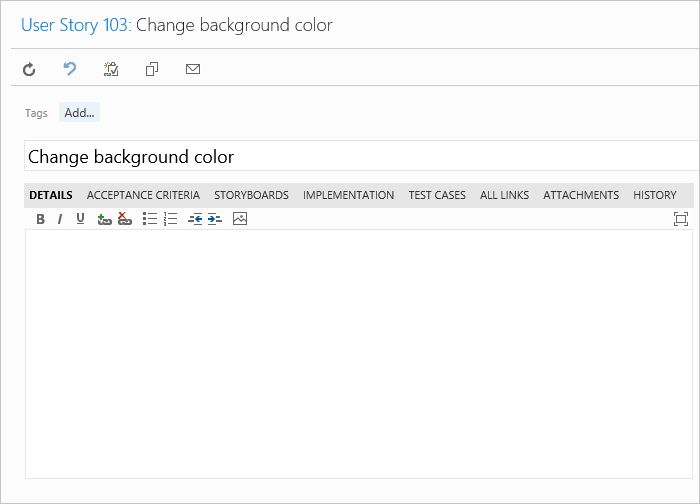 User Story 103: Change background color
Tags Add...
Change background color
DETAILS ACCEPTANCE CRITERIA STORYBOARDS IMPLEMENTATION TEST CASES ALL LINKS ATTACHMENTS HISTORY
B I U